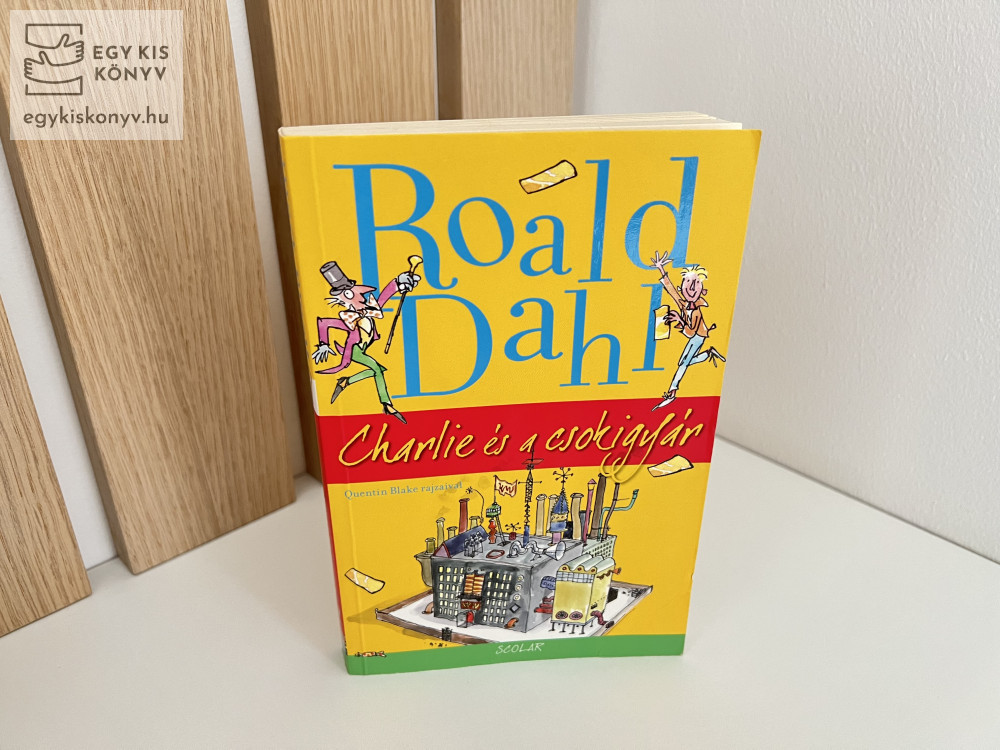 EGY KIS
KÖNYV
egykiskonyv.hu
Roald
Dahl
Charlie és a csokigyár
Quentin Blake rajzaival
SCOLAR